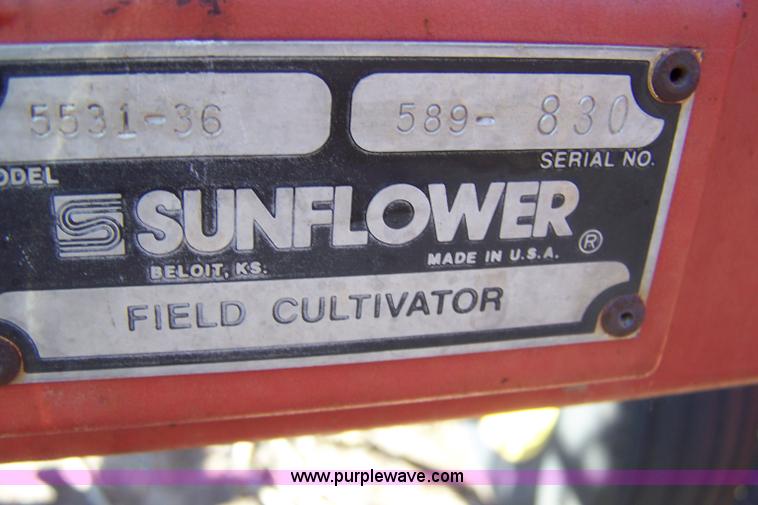 5531-36 589- 830
ODEL SERIAL NO.
SUNFLOWER ®
BELOIT, KS. MADE IN U.S.A.
FIELD CULTIVATOR
www.purplewave.com